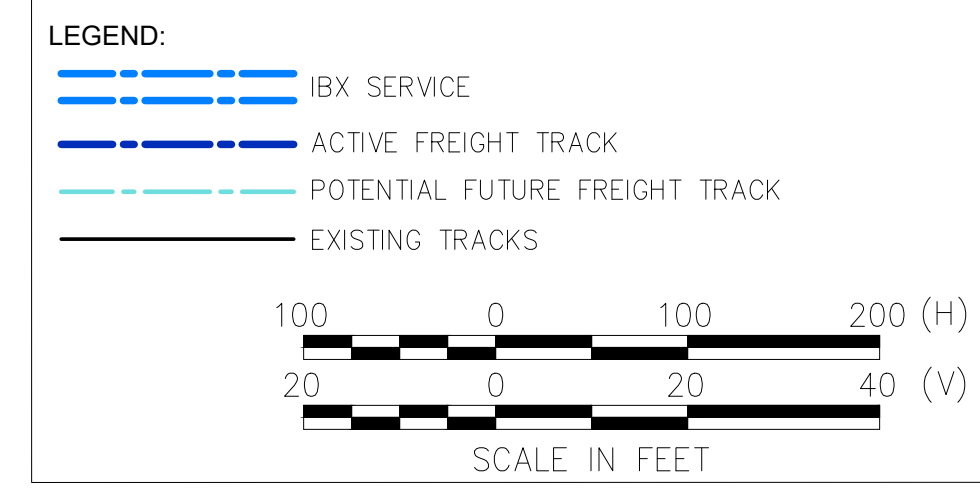 LEGEND:
IBX SERVICE
ACTIVE FREIGHT TRACK
POTENTIAL FUTURE FREIGHT TRACK
EXISTING TRACKS
100 0 100 200 (H)
20 0 20 40 (V)
SCALE IN FEET